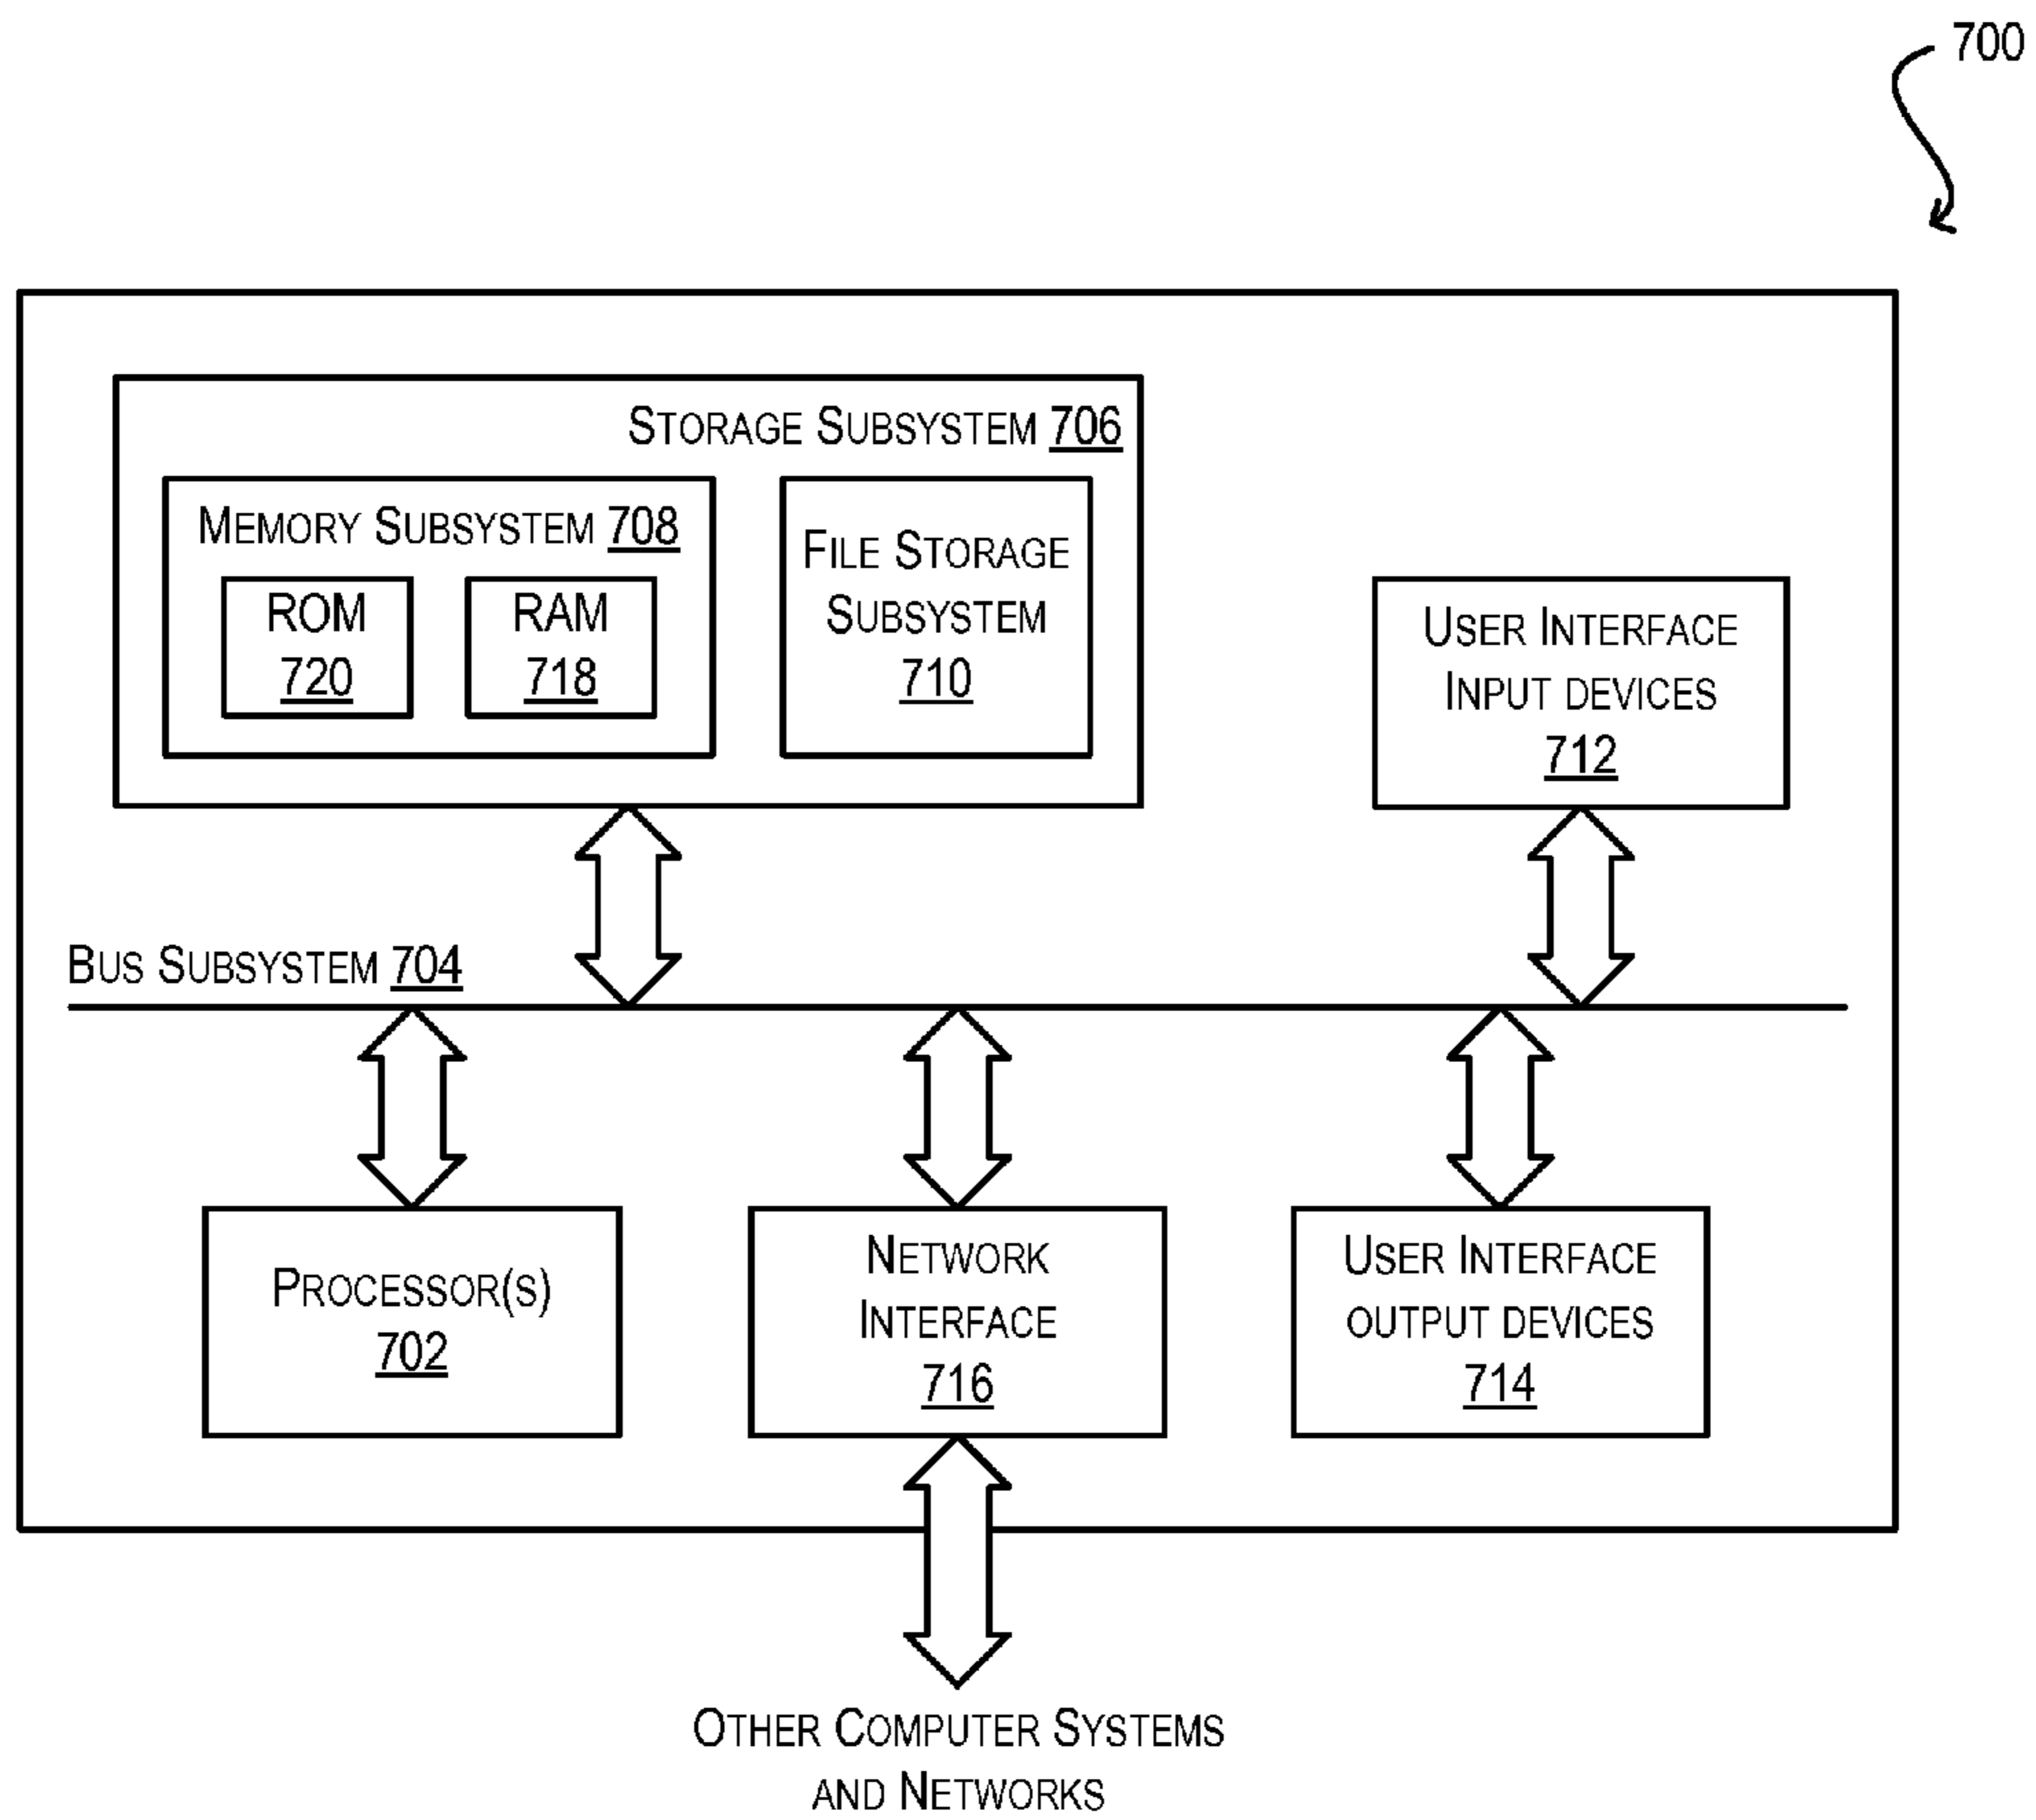 700
Storage Subsystem 706
Memory Subsystem 708
ROM
720
RAM
718
File Storage
Subsystem
710
User Interface
Input devices
712
Bus Subsystem 704
Processor(s)
702
Network
Interface
716
User Interface
output devices
714
Other Computer Systems
and Networks